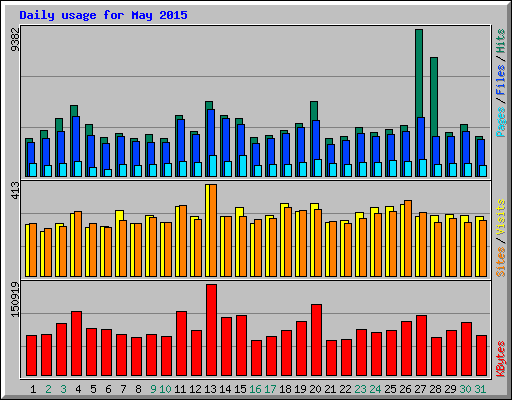 Daily usage for May 2015
9382
Pages / Files / Hits
413
Sites / Visits
150919
KBytes
1 2 3 4 5 6 7 8 9 10 11 12 13 14 15 16 17 18 19 20 21 22 23 24 25 26 27 28 29 30 31